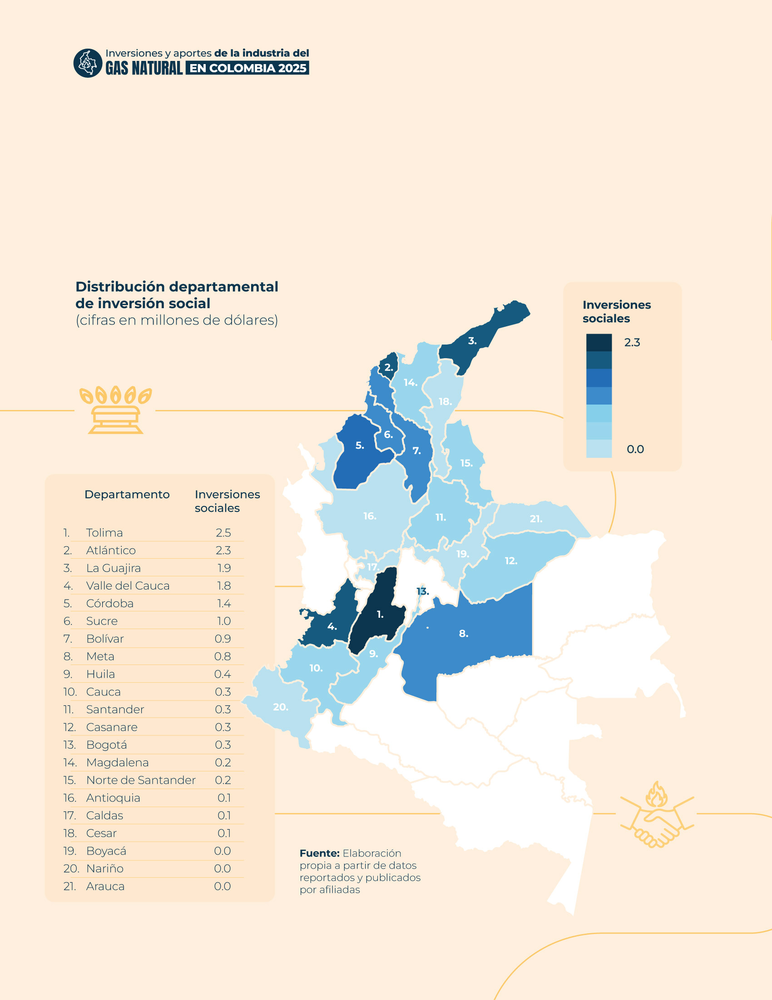 Inversiones y aportes de la industria del
GAS NATURAL EN COLOMBIA 2025
Distribución departamental
de inversión social
(cifras en millones de dólares)
Inversiones
sociales
2.3
0.0
3.
2.
14.
18.
6.
5.
7.
15.
16.
11.
21.
19.
12.
17.
13.
1.
4.
8.
9.
10.
20.
Departamento Inversiones
sociales
1. Tolima 2.5
2. Atlántico 2.3
3. La Guajira 1.9
4. Valle del Cauca 1.8
5. Córdoba 1.4
6. Sucre 1.0
7. Bolívar 0.9
8. Meta 0.8
9. Huila 0.4
10. Cauca 0.3
11. Santander 0.3
12. Casanare 0.3
13. Bogotá 0.3
14. Magdalena 0.2
15. Norte de Santander 0.2
16. Antioquia 0.1
17. Caldas 0.1
18. Cesar 0.1
19. Boyacá 0.0
20. Nariño 0.0
21. Arauca 0.0
Fuente: Elaboración
propia a partir de datos
reportados y publicados
por afiliadas